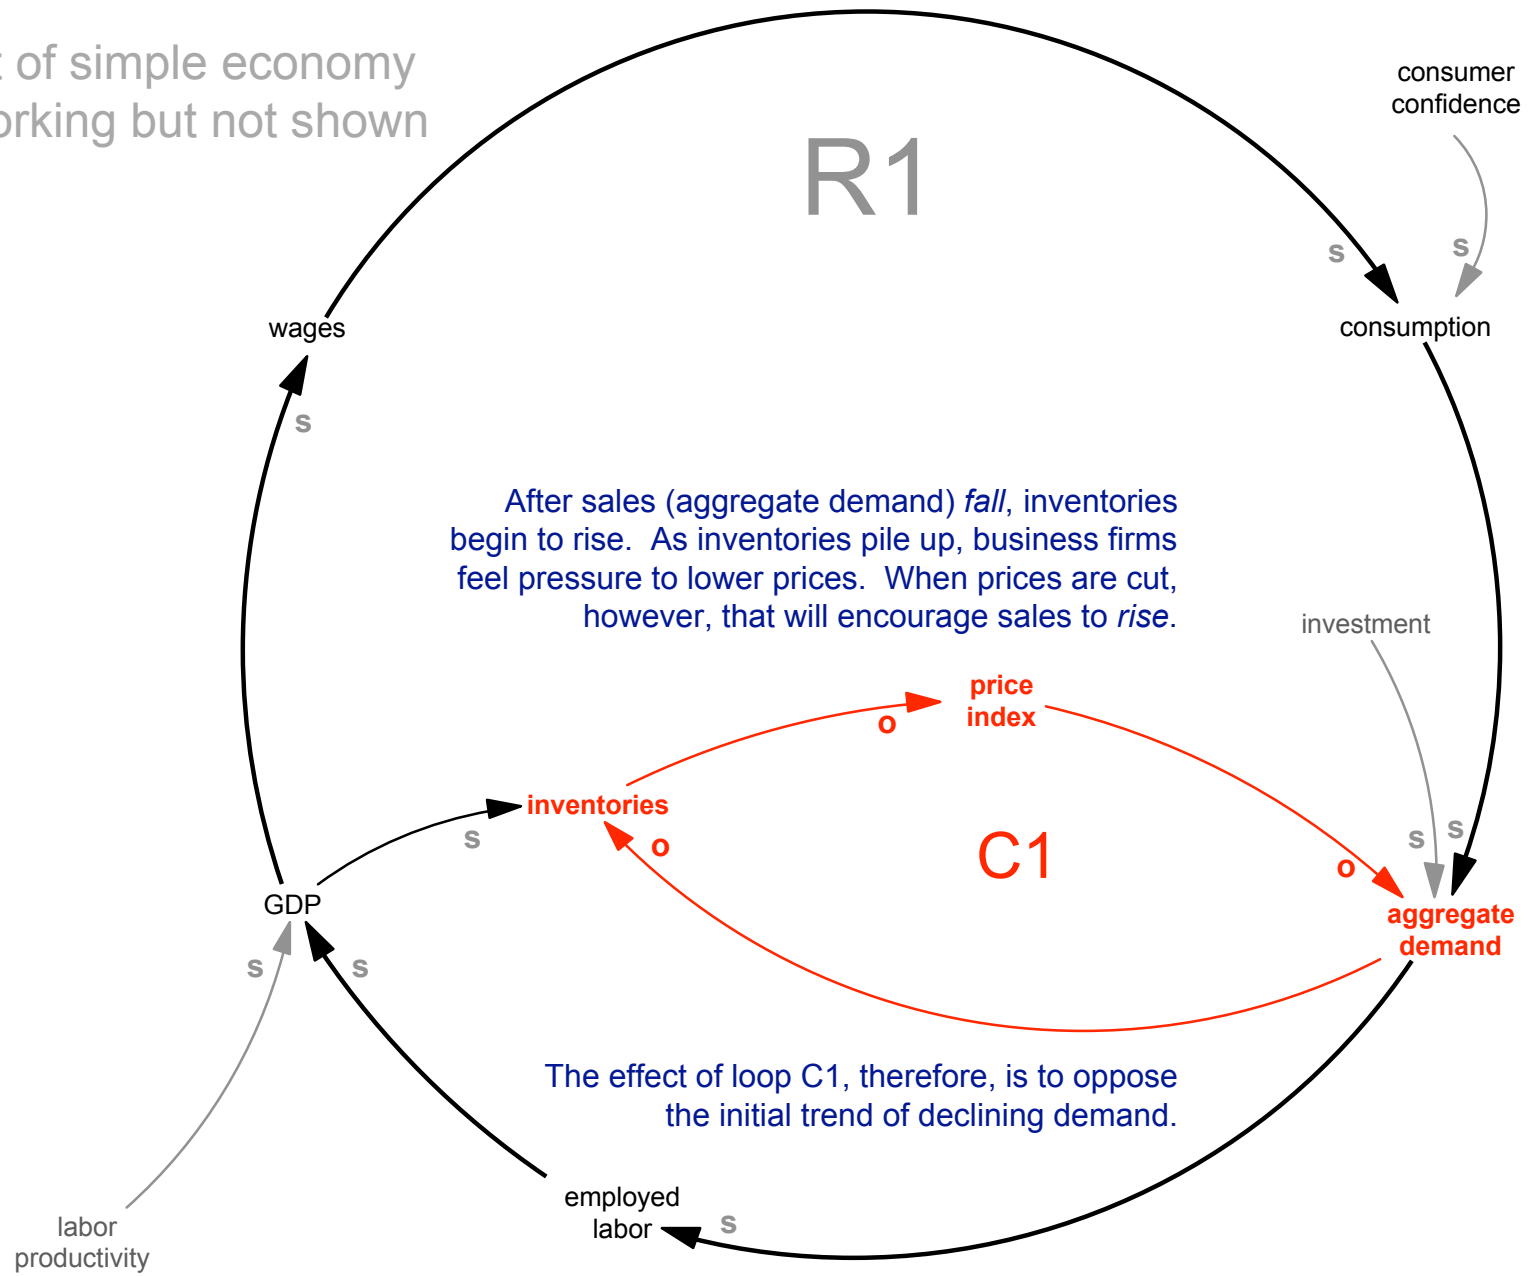 of simple economy
but not shown
R1
consumer
confidence
s
s
wages
consumption
s
After sales (aggregate demand) fall, inventories
begin to rise. As inventories pile up, business firms
feel pressure to lower prices. When prices are cut,
however, that will encourage sales to rise.
investment
price
index
o
inventories
s
o
C1
o
s
s
GDP
aggregate
demand
s
s
The effect of loop C1, therefore, is to oppose
the initial trend of declining demand.
employed
labor
s
labor
productivity